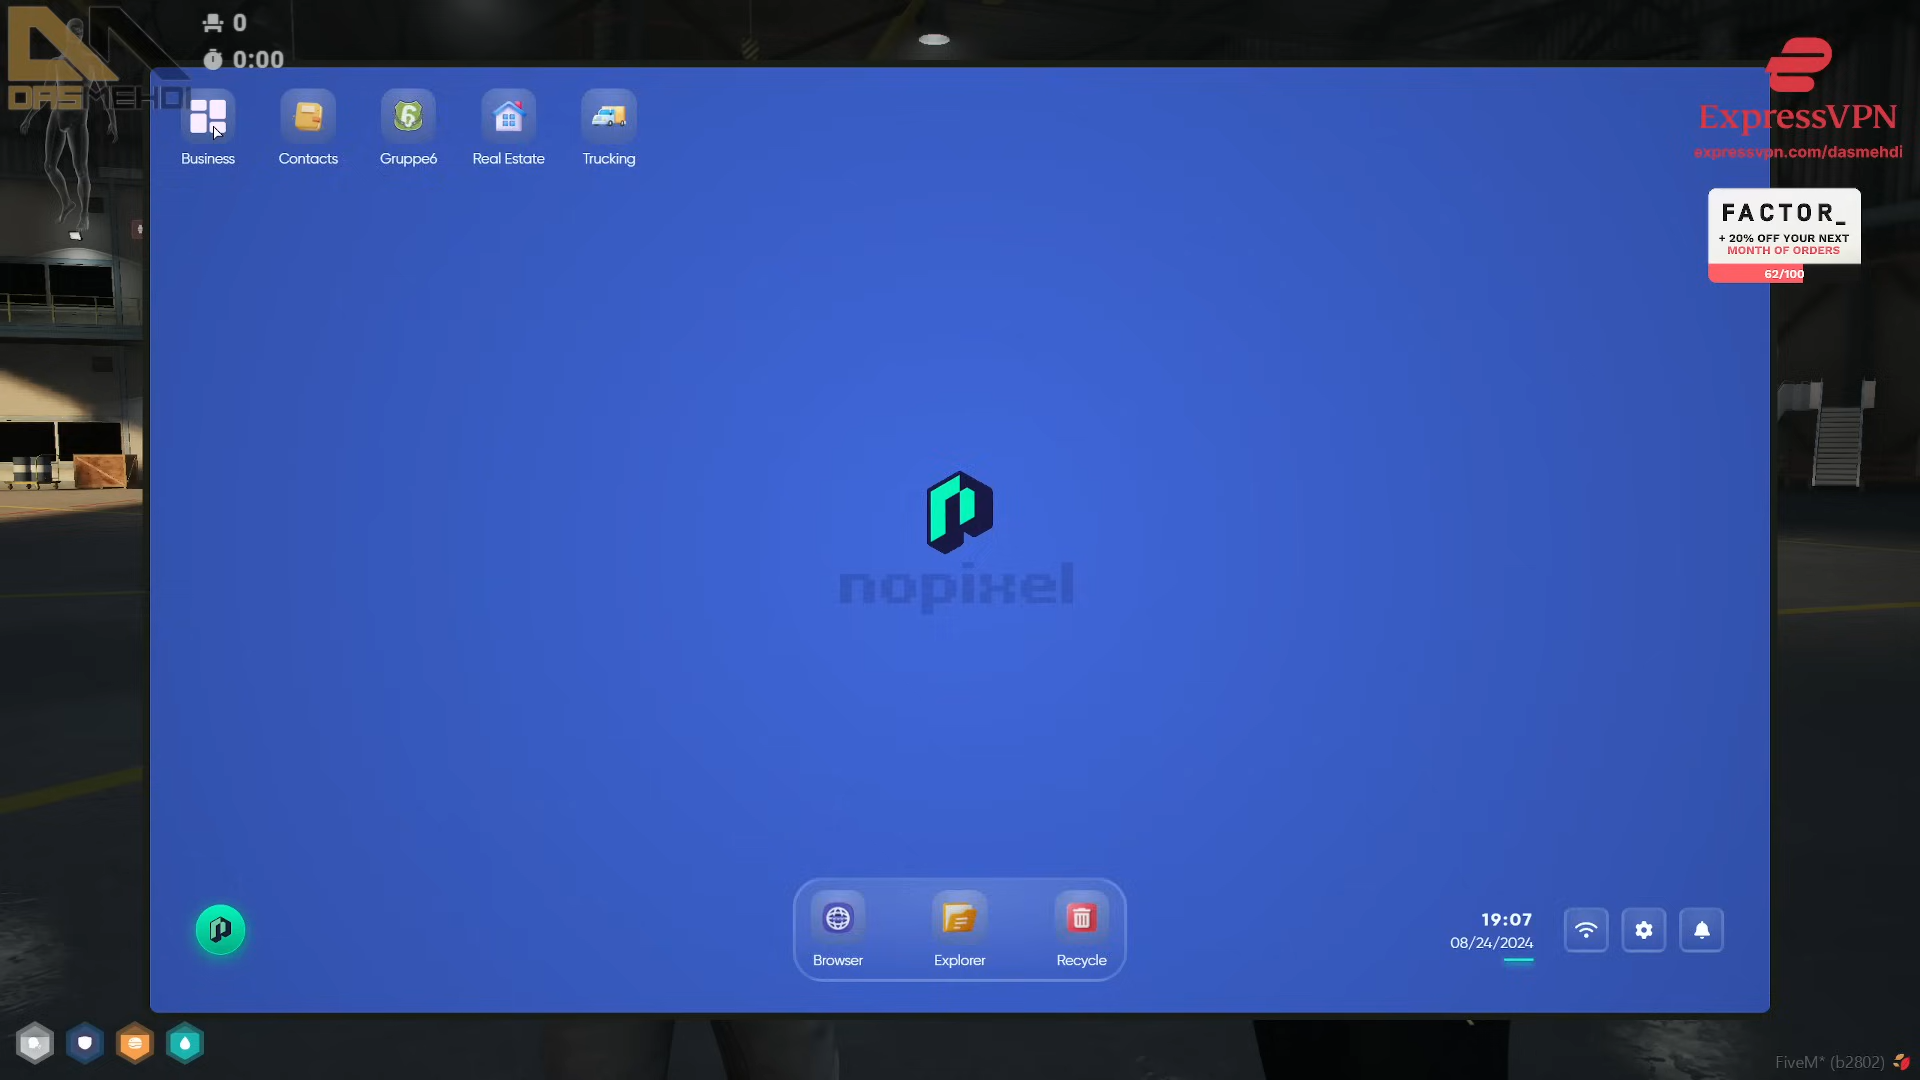 0
0:00
DASMEHDI
Business
Contacts
Gruppe6
Real Estate
Trucking
ExpressVPN
expressvpn.com/dasmehdi
FACTOR_
+ 20% OFF YOUR NEXT
MONTH OF ORDERS
62/100
nopixel
Browser
Explorer
Recycle
19:07
08/24/2024
FiveM* (b2802)